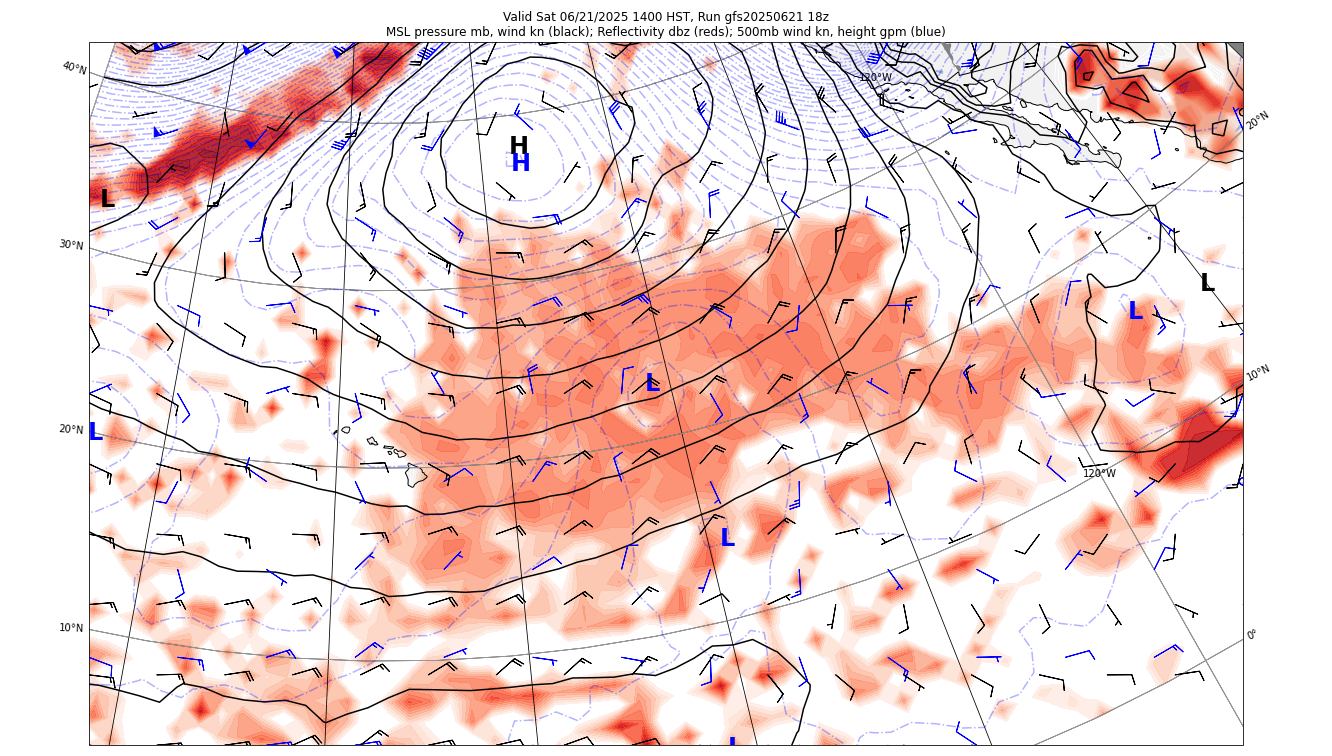 Valid Sat 06/21/2025 1400 HST, Run gfs20250621 18z
MSL pressure mb, wind kn (black); Reflectivity dbz (reds); 500mb wind kn, height gpm (blue)
40°N
120°W
20°N
H
H
L
30°N
L
L
L
10°N
L
20°N
120°W
L
10°N
0°
L